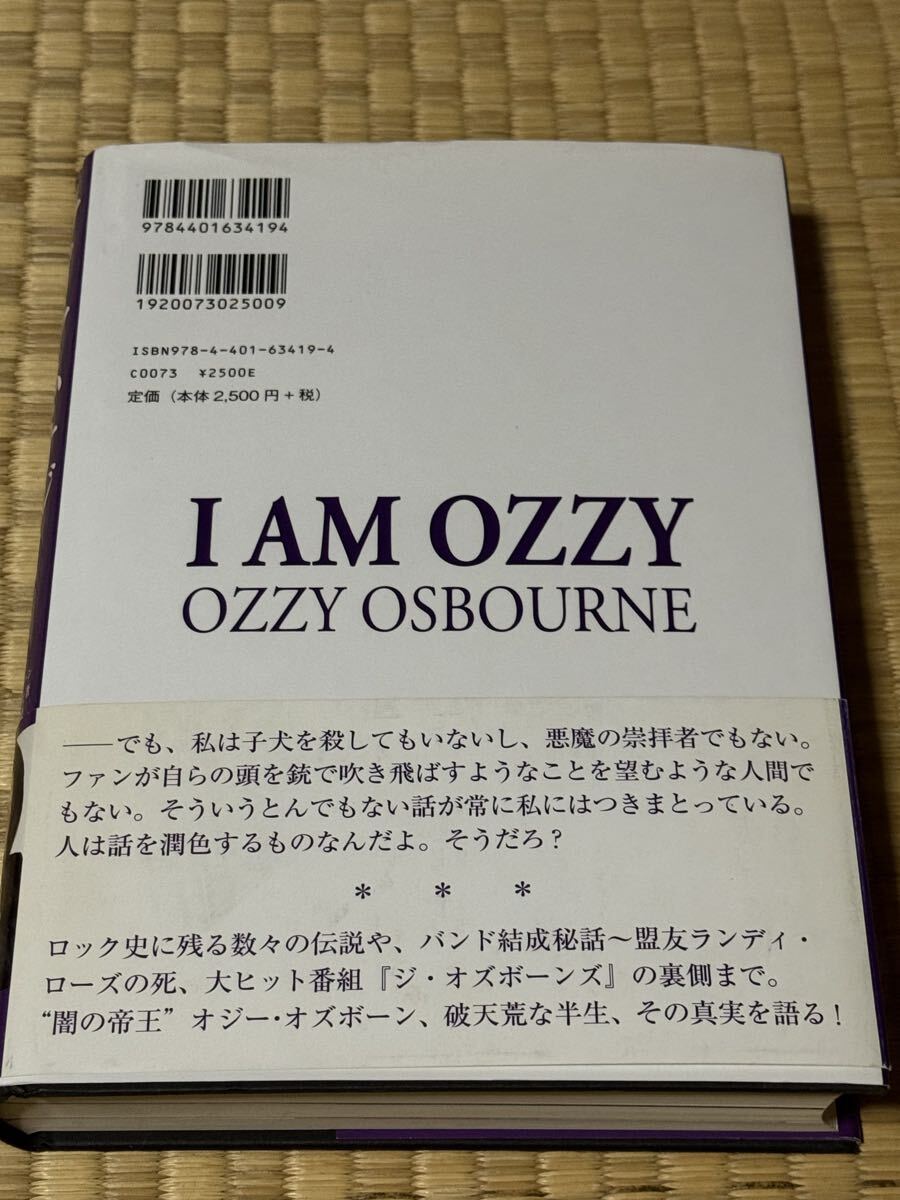 9784401634194
1920073025009
ISBN978-4-401-63419-4
C0073 ¥2500E
定価（本体2,500円+税）
I AM OZZY
OZZY OSBOURNE
――でも、私は子犬を殺してもいないし、悪魔の崇拝者でもない。
ファンが自らの頭を銃で吹き飛ばすようなことを望むような人間で
もない。そういうとんでもない話が常に私にはつきまとっている。
人は話を潤色するものなんだよ。そうだろ？
* * *
ロック史に残る数々の伝説や、バンド結成秘話〜盟友ランディ・
ローズの死、大ヒット番組『ジ・オズボーンズ』の裏側まで。
“闇の帝王”オジー・オズボーン、破天荒な半生、その真実を語る！